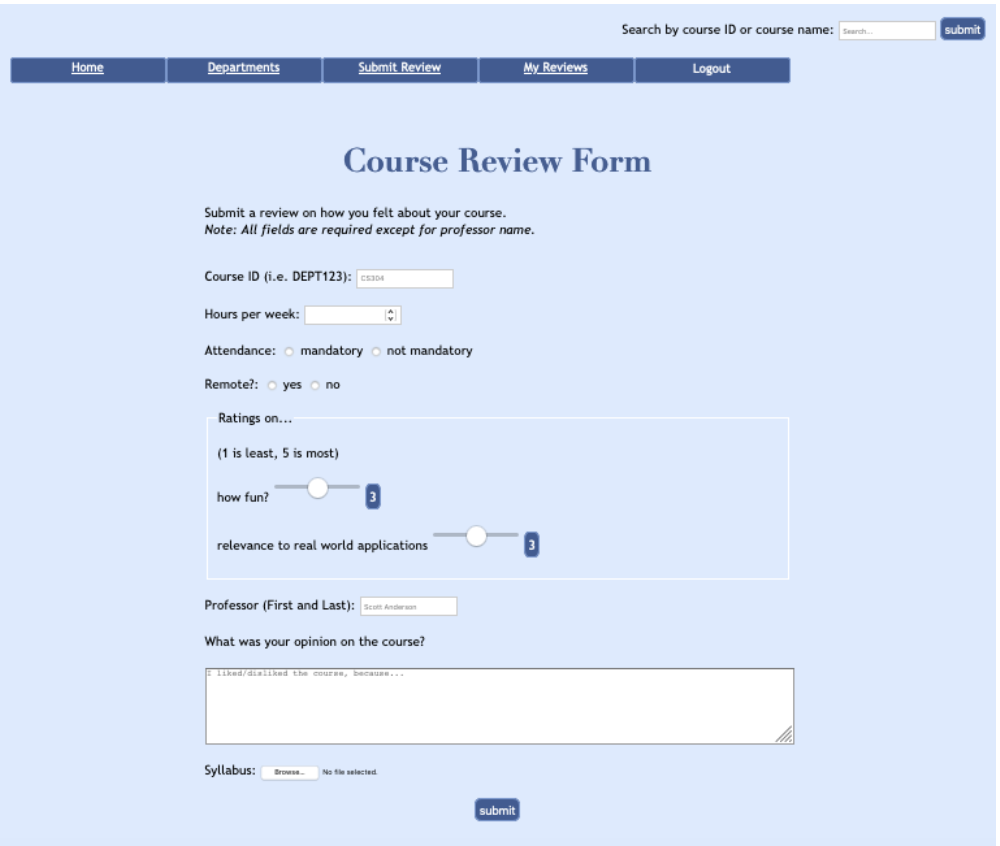 Search by course ID or course name: Search... submit
Home Departments Submit Review My Reviews Logout
Course Review Form
Submit a review on how you felt about your course.
Note: All fields are required except for professor name.
Course ID (i.e. DEPT123): CS304
Hours per week:
Attendance: mandatory not mandatory
Remote?: yes no
Ratings on...
(1 is least, 5 is most)
how fun? 3
relevance to real world applications 3
Professor (First and Last): Scott Anderson
What was your opinion on the course?
I liked/disliked the course, because...
Syllabus: Browse... No file selected.
submit